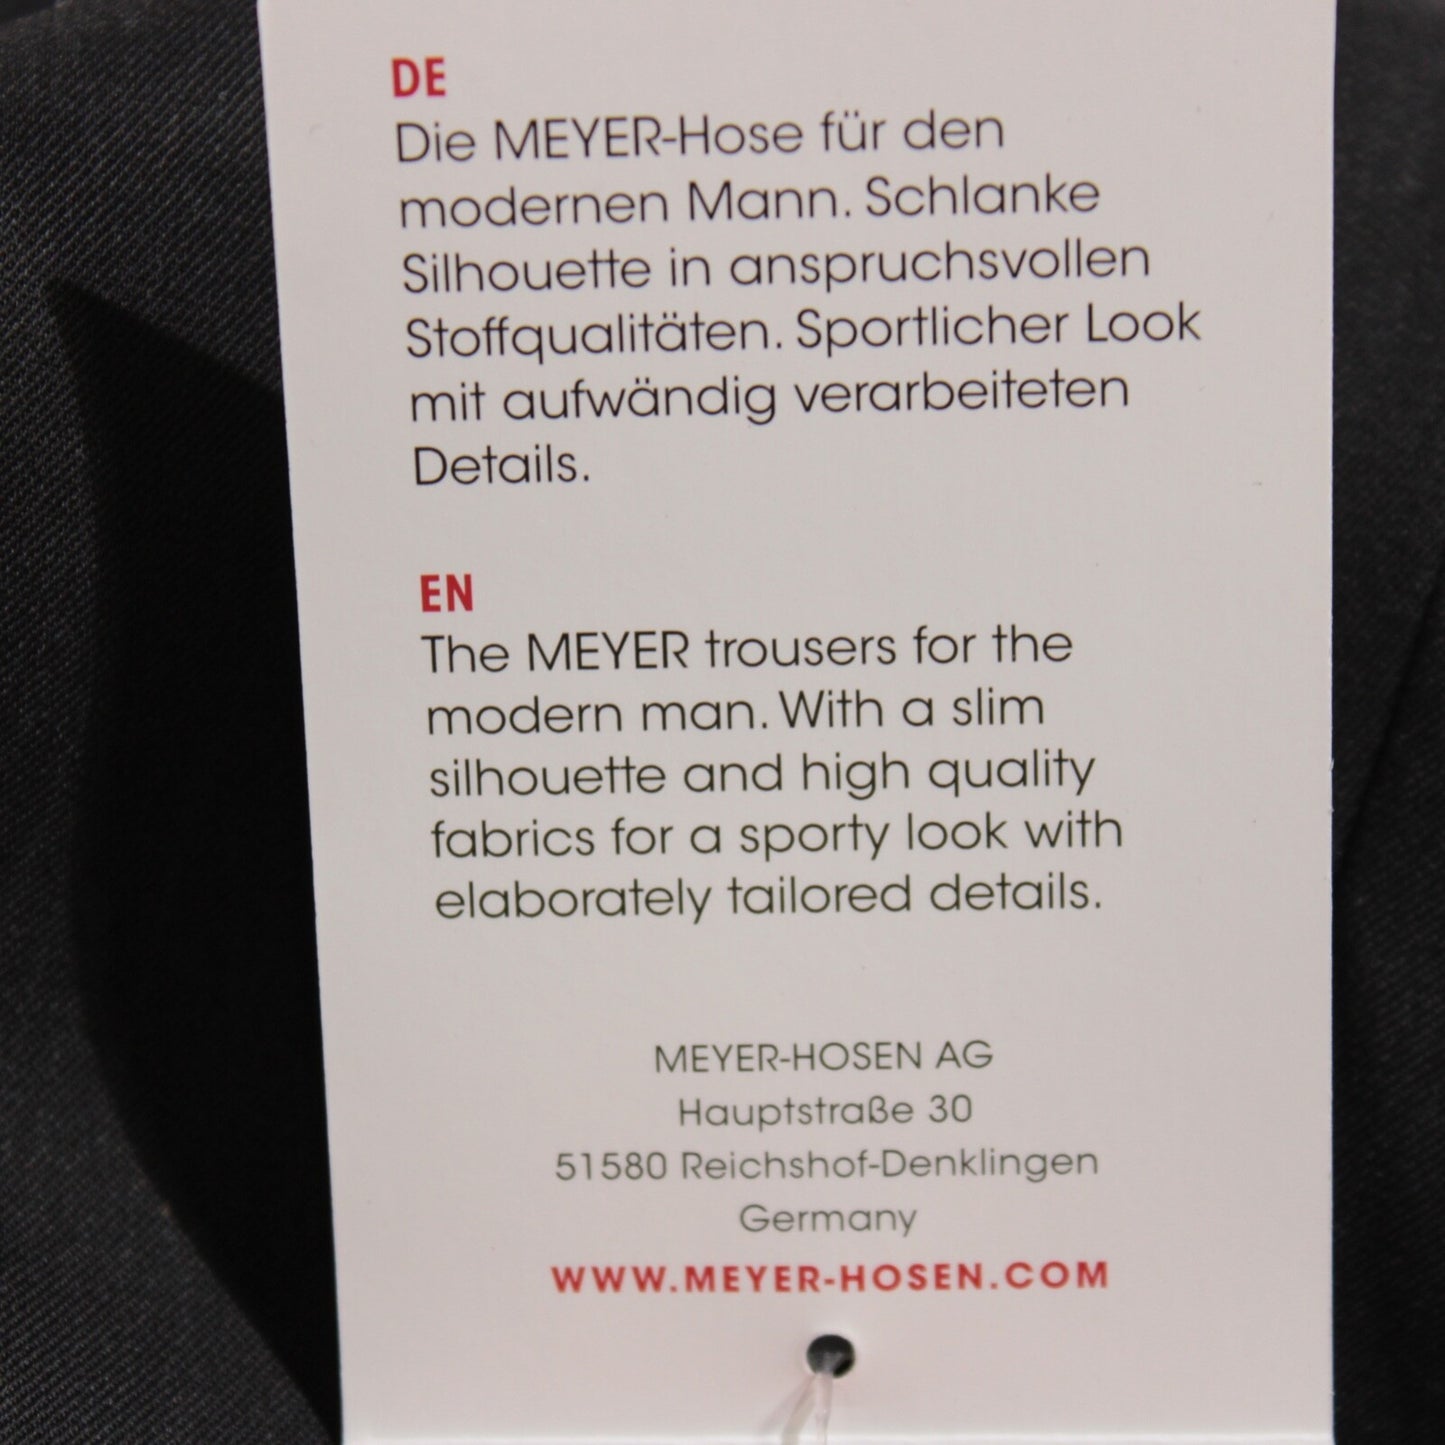 DE
Die MEYER-Hose für den
modernen Mann. Schlanke
Silhouette in anspruchsvollen
Stoffqualitäten. Sportlicher Look
mit aufwändig verarbeiteten
Details.
EN
The MEYER trousers for the
modern man. With a slim
silhouette and high quality
fabrics for a sporty look with
elaborately tailored details.
MEYER-HOSEN AG
Hauptstraße 30
51580 Reichshof-Denklingen
Germany
WWW.MEYER-HOSEN.COM